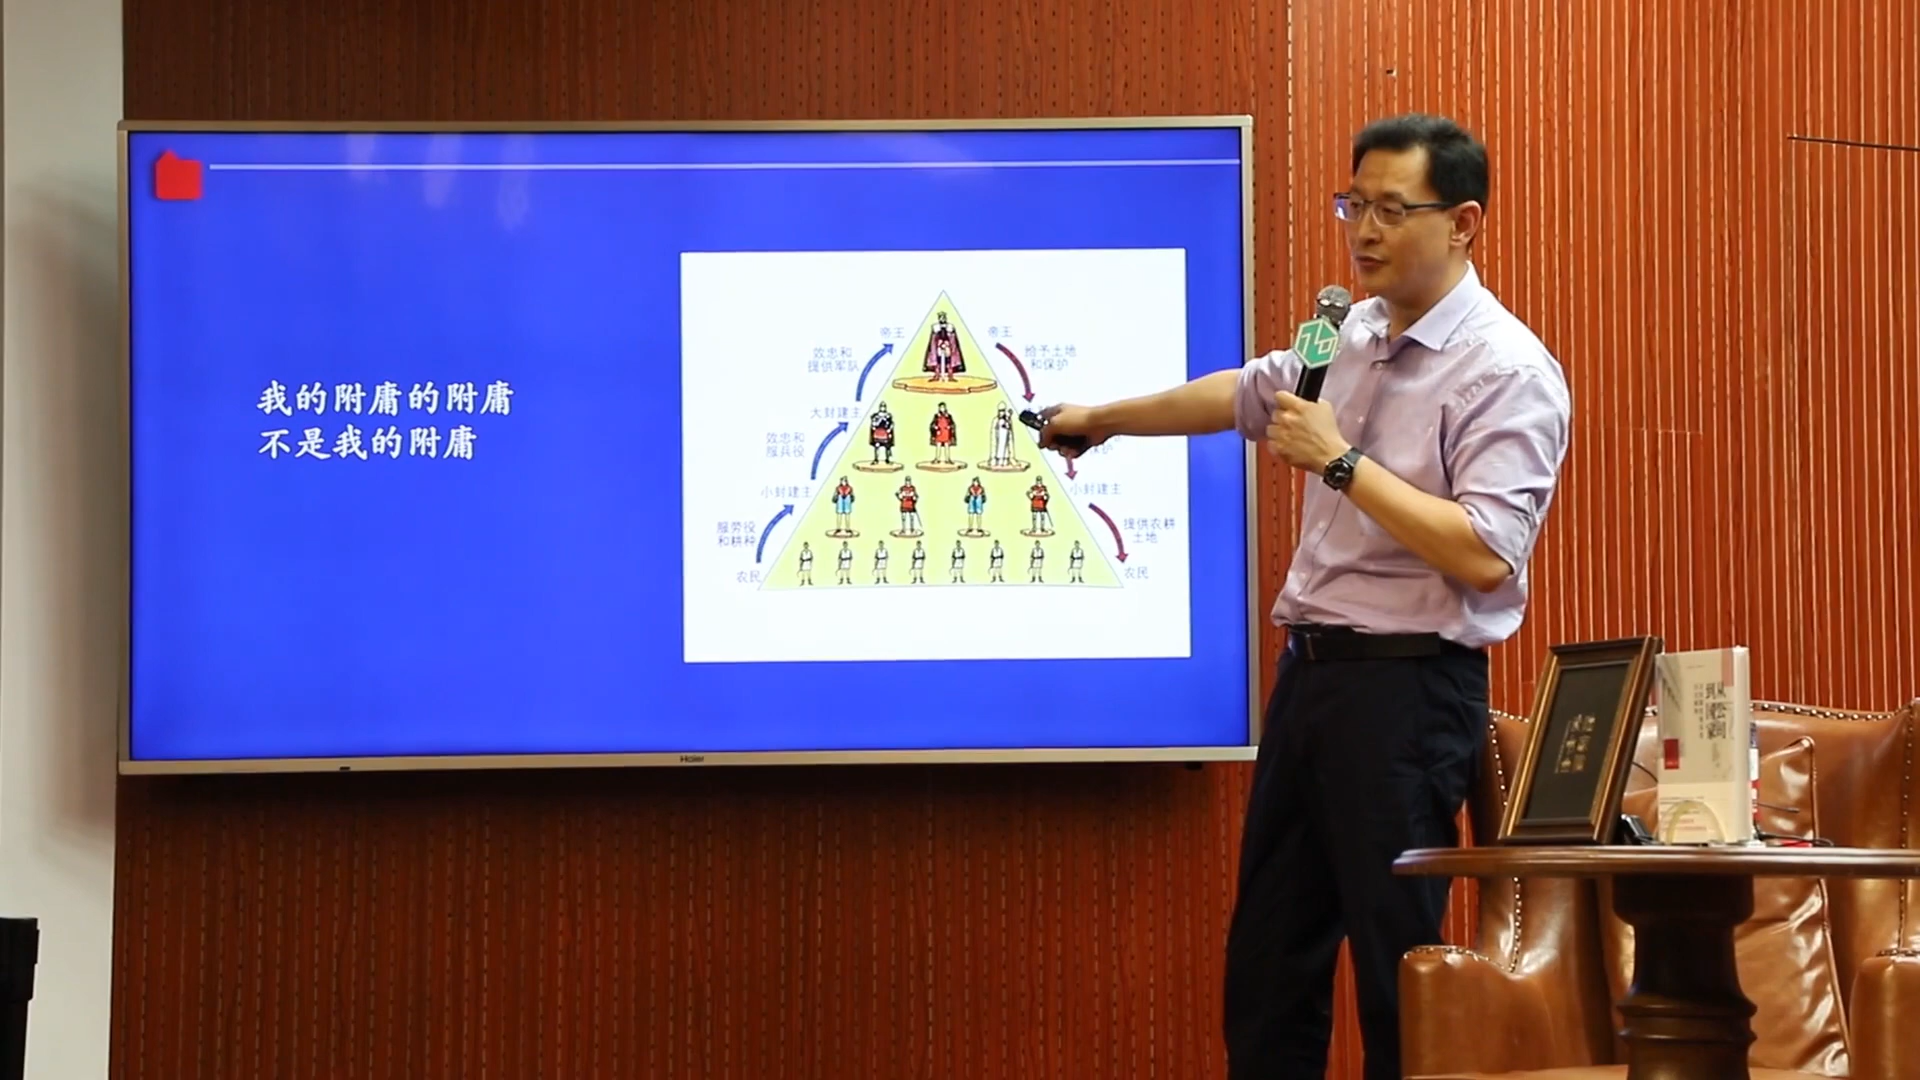 我的附庸的附庸
不是我的附庸
帝王
帝王
效忠和
提供军队
给予土地
和保护
大封建主
效忠和
服兵役
保护
小封建主
小封建主
服劳役
和耕种
提供农耕
土地
农民
农民
Haier